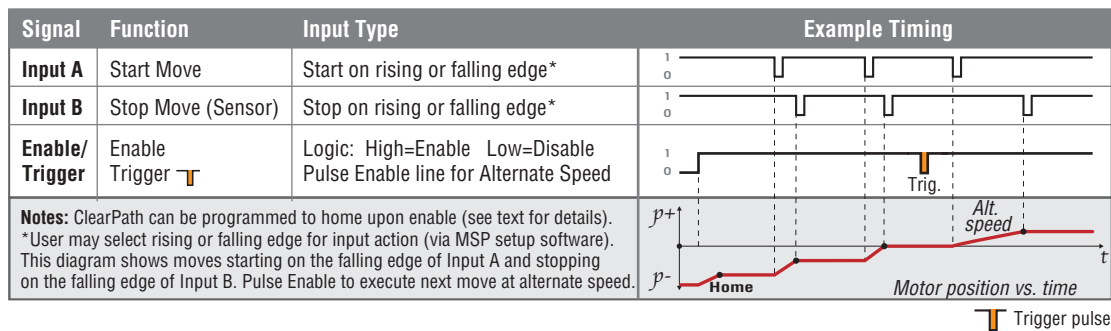 Signal Function Input Type Example Timing
Input A Start Move Start on rising or falling edge*
1
0
Input B Stop Move (Sensor) Stop on rising or falling edge*
1
0
Enable/ Enable Logic: High=Enable Low=Disable
Trigger Trigger Pulse Enable line for Alternate Speed
1
0
Trig.
Notes: ClearPath can be programmed to home upon enable (see text for details).
*User may select rising or falling edge for input action (via MSP setup software).
This diagram shows moves starting on the falling edge of Input A and stopping
on the falling edge of Input B. Pulse Enable to execute next move at alternate speed.
p+
Alt.
speed
t
p-
Home
Motor position vs. time
Trigger pulse